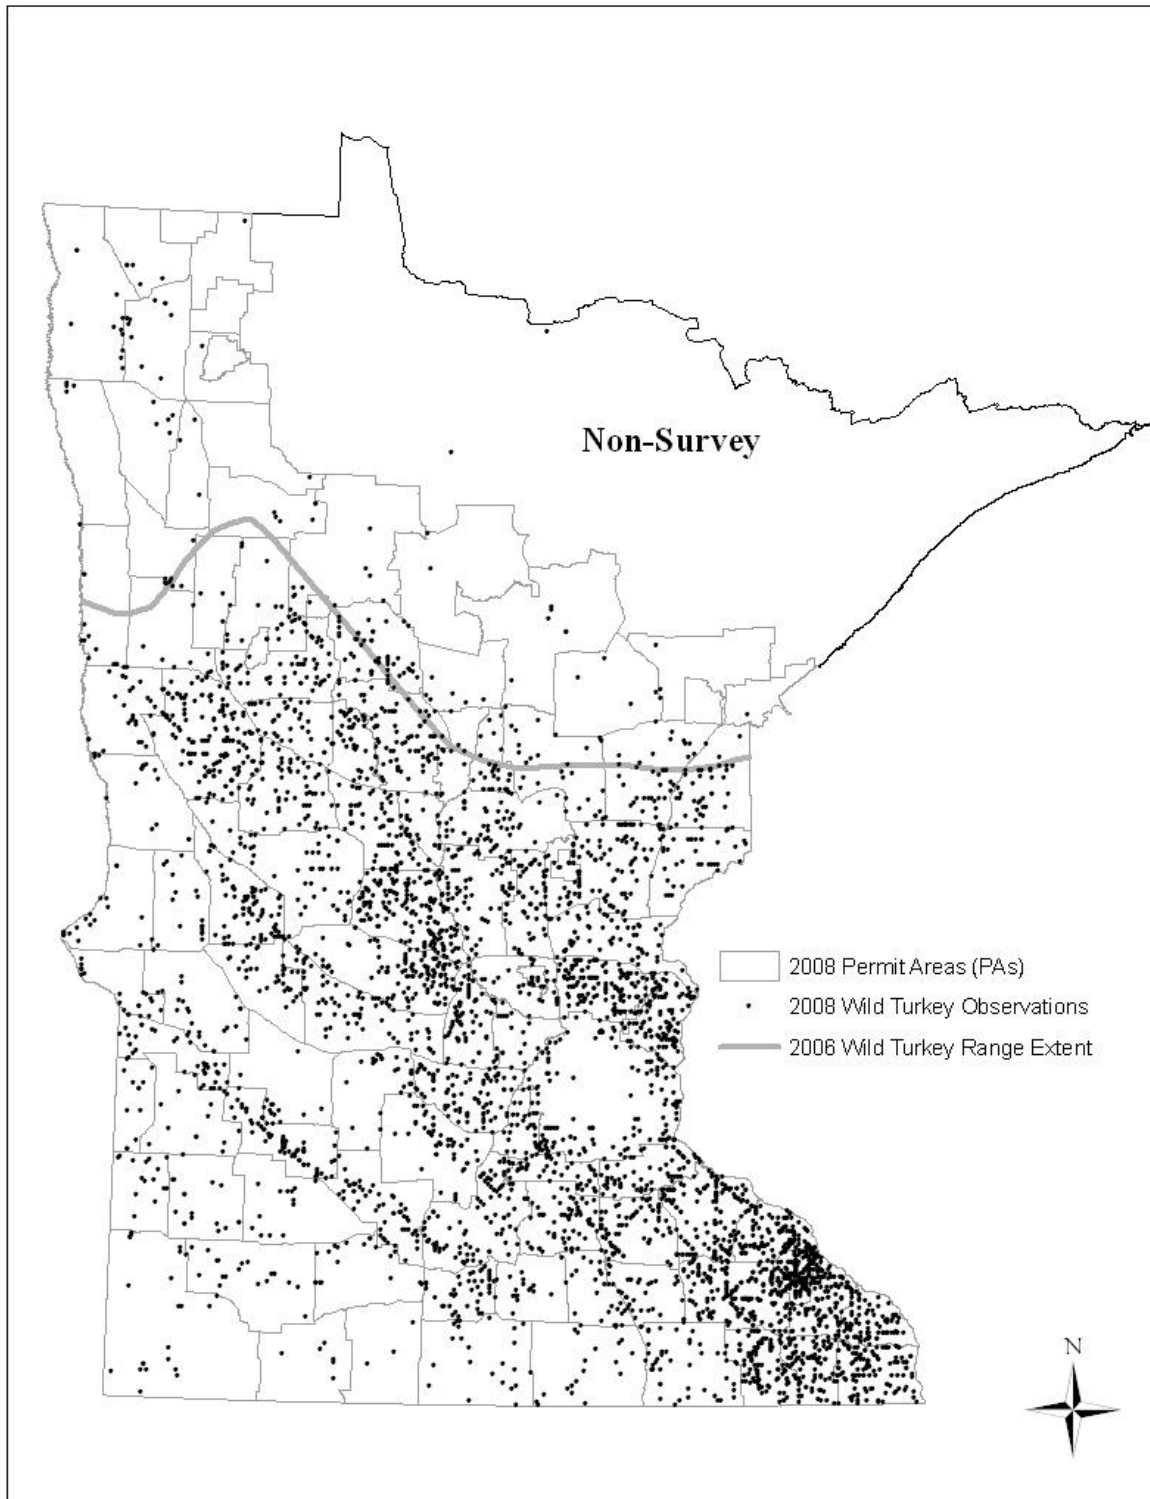 Non-Survey
2008 Permit Areas (PAs)
2008 Wild Turkey Observations
2006 Wild Turkey Range Extent
N